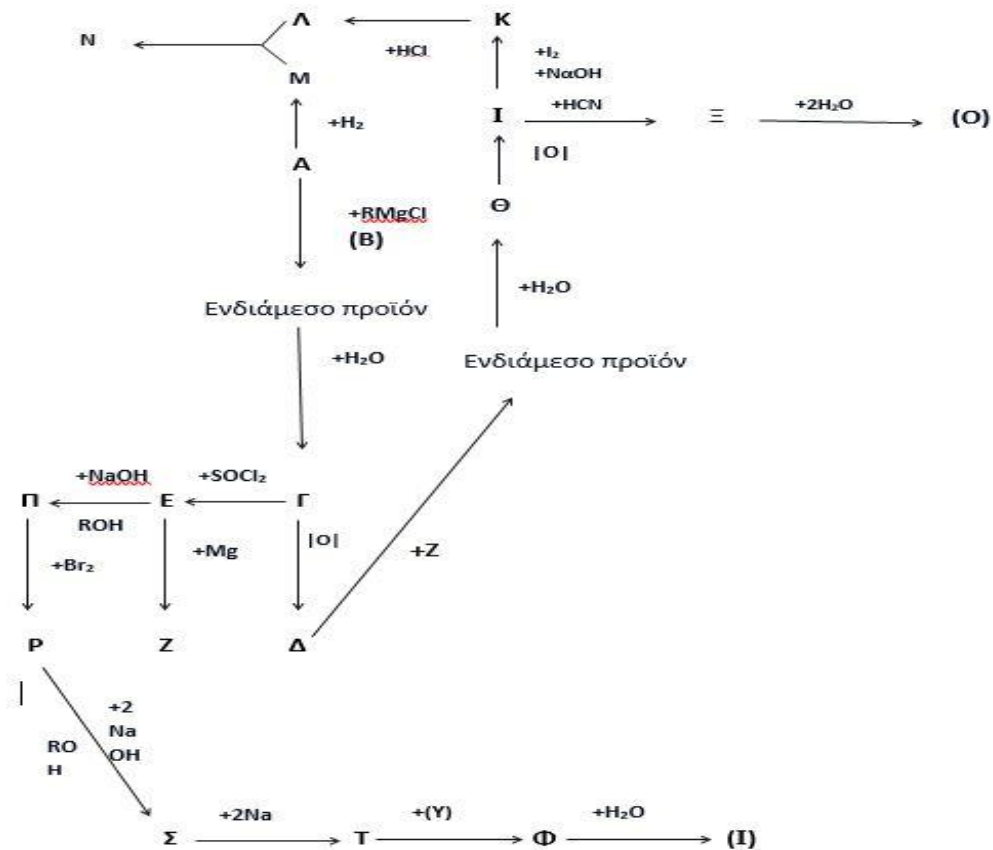 Λ
Κ
Ν
+HCl
+I₂
+NαOH
Μ
+H₂
Ι
+HCN
Ξ
+2H₂O
(Ο)
|O|
Α
+RMgCl
(Β)
Θ
+H₂O
Ενδιάμεσο προϊόν
+H₂O
Ενδιάμεσο προϊόν
+NaOH
+SOCl₂
Π
Ε
Γ
ROH
+Br₂
+Mg
|O|
+Ζ
Ρ
Ζ
Δ
+2
Na
OH
RO
H
Σ
+2Na
Τ
+(Υ)
Φ
+H₂O
(Ι)